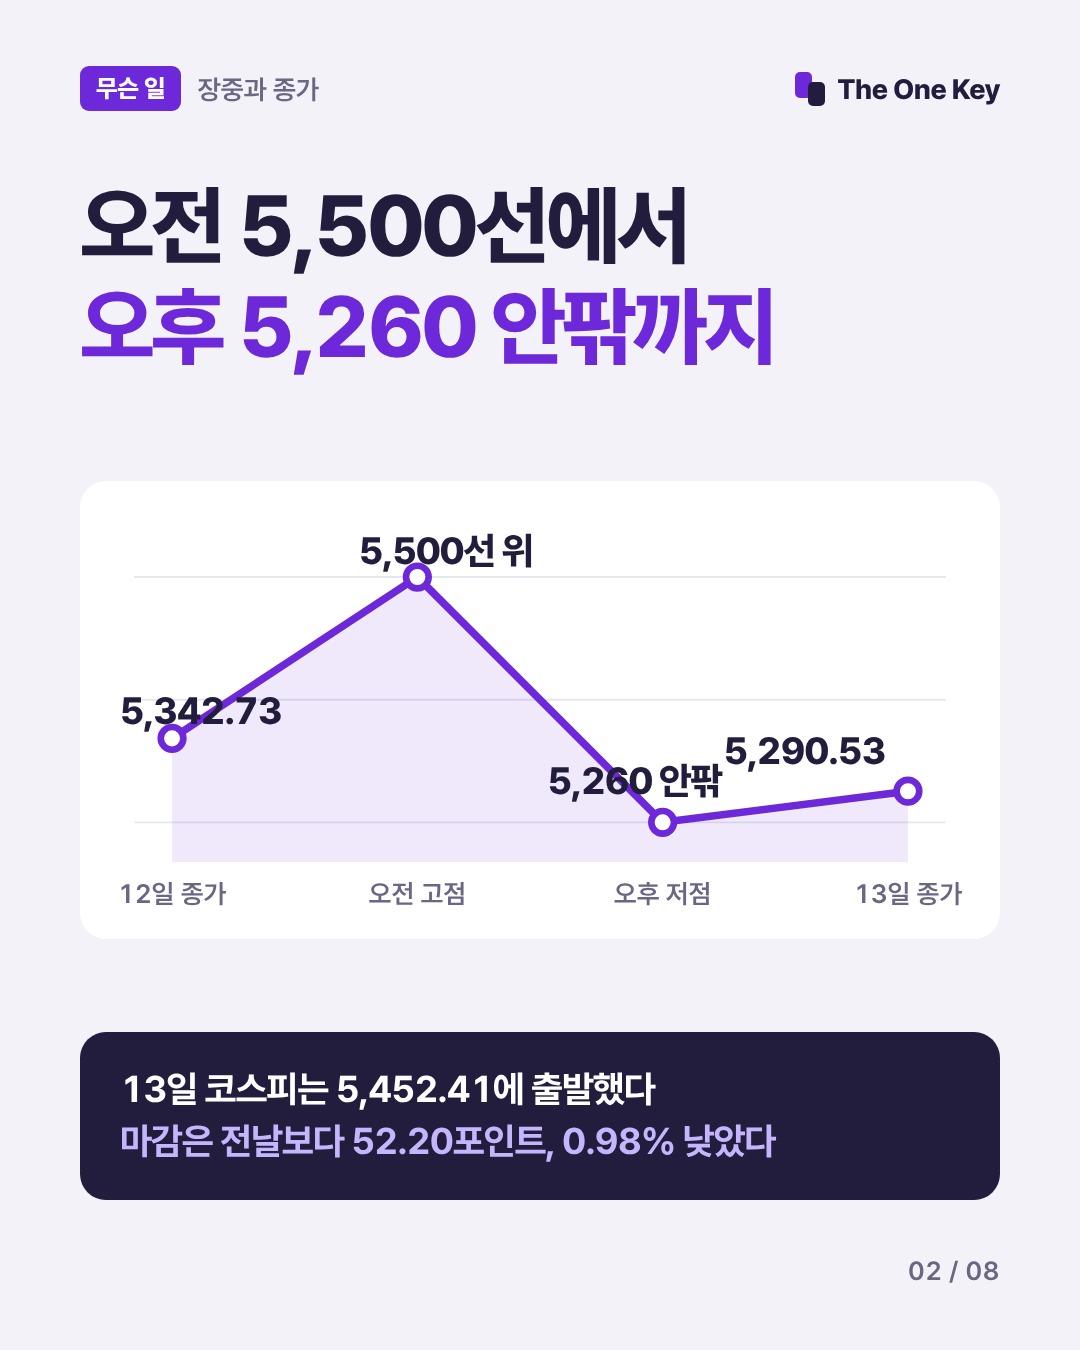 무슨 일 장중과 종가
The One Key
오전 5,500선에서
오후 5,260 안팎까지
5,500선 위
5,342.73
5,260 안팎
5,290.53
12일 종가
오전 고점
오후 저점
13일 종가
13일 코스피는 5,452.41에 출발했다
마감은 전날보다 52.20포인트, 0.98% 낮았다
02 / 08